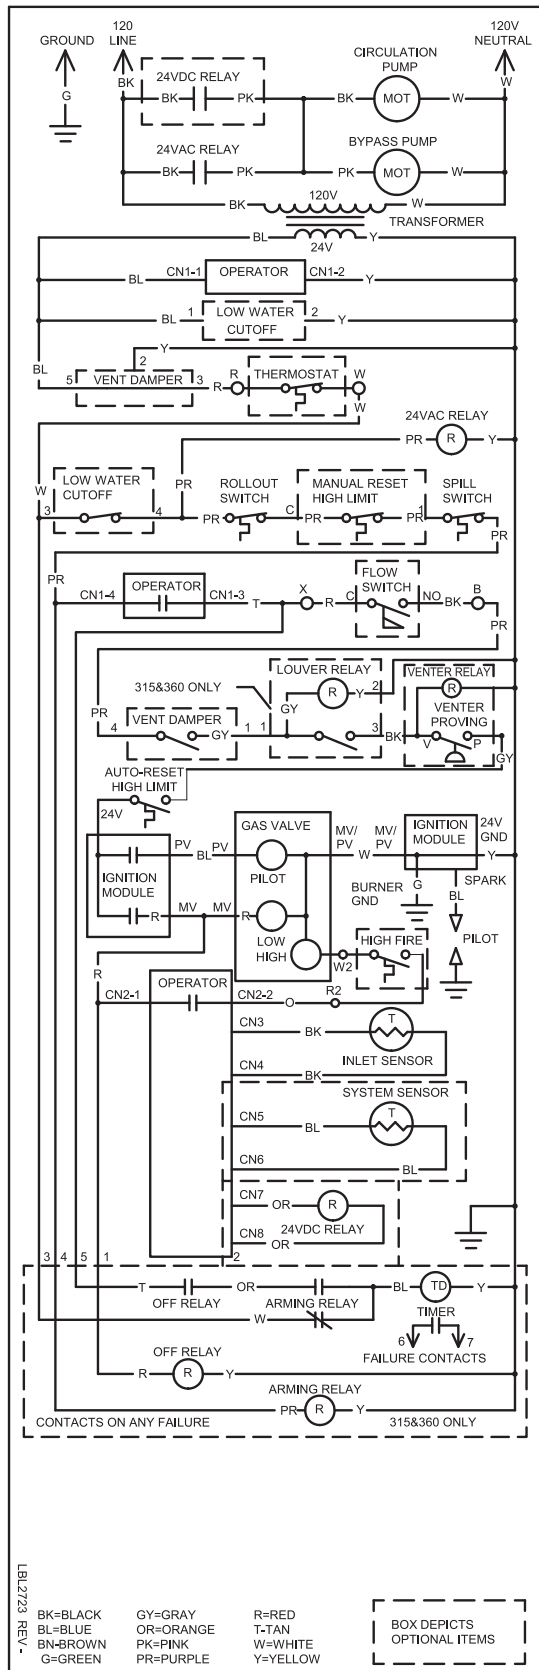 120 120V
GROUND LINE NEUTRAL
CIRCULATION
PUMP
24VDC RELAY
BK G W
BK PK BK MOT W
BYPASS PUMP
24VAC RELAY
BK PK PK MOT W
120V
BK W
TRANSFORMER
BL 24V Y
CN1-1 OPERATOR CN1-2
BL Y
BL 1 LOW WATER
CUTOFF 2 Y
Y
BL 2
5 VENT DAMPER 3 R R THERMOSTAT W
W
24VAC RELAY
PR R Y
LOW WATER
CUTOFF
W 3 4 PR
ROLLOUT
SWITCH
MANUAL RESET
HIGH LIMIT
SPILL
SWITCH
PR C PR PR 1
PR
PR
CN1-4 OPERATOR CN1-3 T
X R C FLOW
SWITCH NO BK B
PR
LOUVER RELAY
315&360 ONLY
R Y 2
GY
VENTER RELAY
R
VENTER
PROVING
PR
4 VENT DAMPER GY 1 1 3 BK V P
GY
AUTO-RESET
HIGH LIMIT
24V
GAS VALVE
MV/
PV
MV/
PV
IGNITION
MODULE
24V
GND
PV BL PV W Y
PILOT
IGNITION
MODULE
BURNER
GND
G
SPARK
BL
R MV MV R
LOW
HIGH
PILOT
HIGH FIRE
W2
R
OPERATOR
CN2-1 CN2-2 O R2
CN3 BK T
INLET SENSOR
CN4 BK
SYSTEM SENSOR
CN5 BL T
CN6 BL
CN7 OR R
24VDC RELAY
CN8 OR
3 4 5 1 2
T OFF RELAY OR ARMING RELAY BL TD Y
TIMER
W
6 7
FAILURE CONTACTS
OFF RELAY
R R Y
ARMING RELAY
PR R Y
CONTACTS ON ANY FAILURE 315&360 ONLY
LBL2723 REV -
BK=BLACK GY=GRAY R=RED
BL=BLUE OR=ORANGE T-TAN
BN-BROWN PK=PINK W=WHITE
G=GREEN PR=PURPLE Y=YELLOW
BOX DEPICTS
OPTIONAL ITEMS